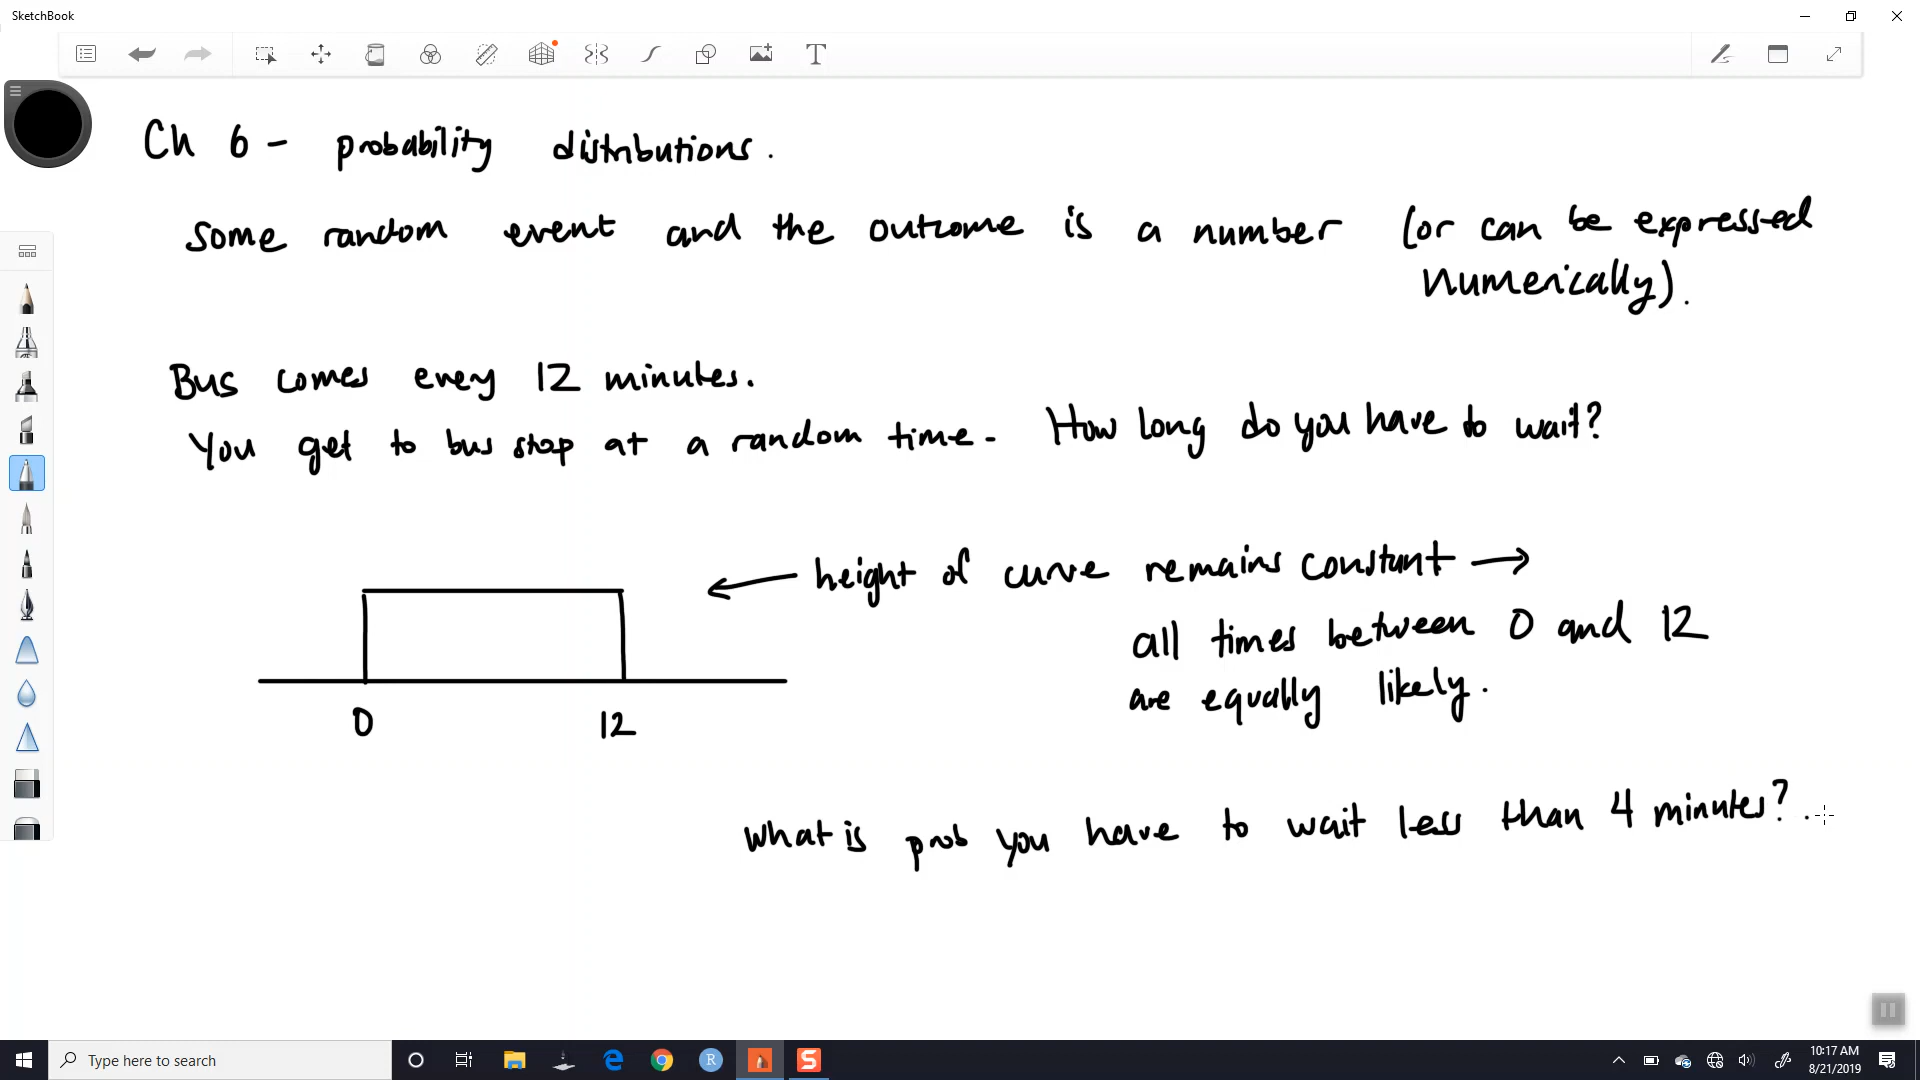 SketchBook
T
Ch 6 - probability distributions.
Some random event and the outcome is a number (or can be expressed
numerically).
Bus comes every 12 minutes.
You get to bus stop at a random time. How long do you have to wait?
← height of curve remains constant →
all times between 0 and 12
are equally likely.
0 12
What is prob you have to wait less than 4 minutes?.
Type here to search
R
S
10:17 AM
8/21/2019